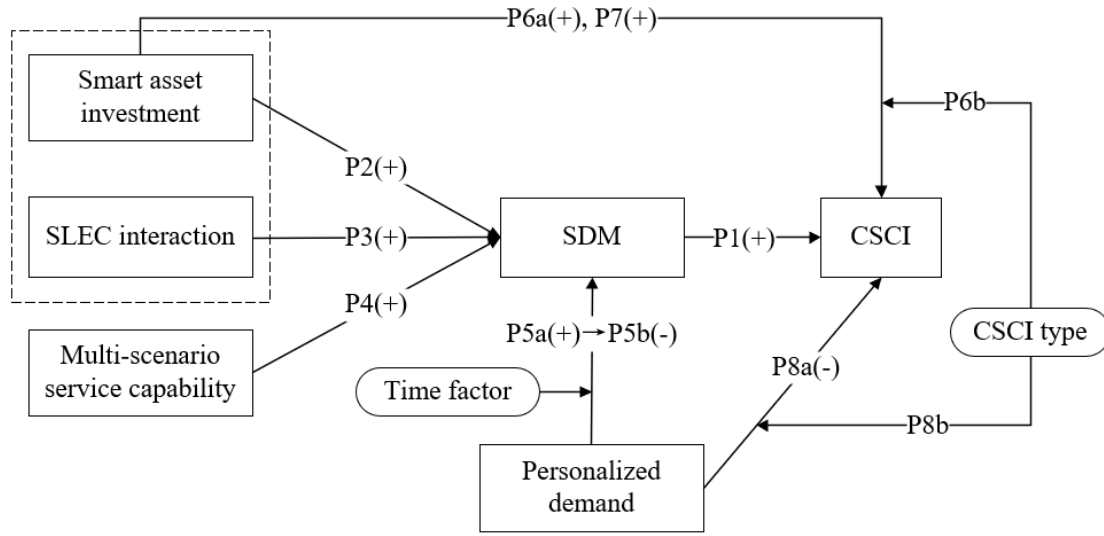 P6a(+), P7(+)
Smart asset
investment
P6b
P2(+)
SLEC interaction
P3(+)
SDM
P1(+)
CSCI
P4(+)
P5a(+)→P5b(-)
CSCI type
Multi-scenario
service capability
P8a(-)
Time factor
P8b
Personalized
demand